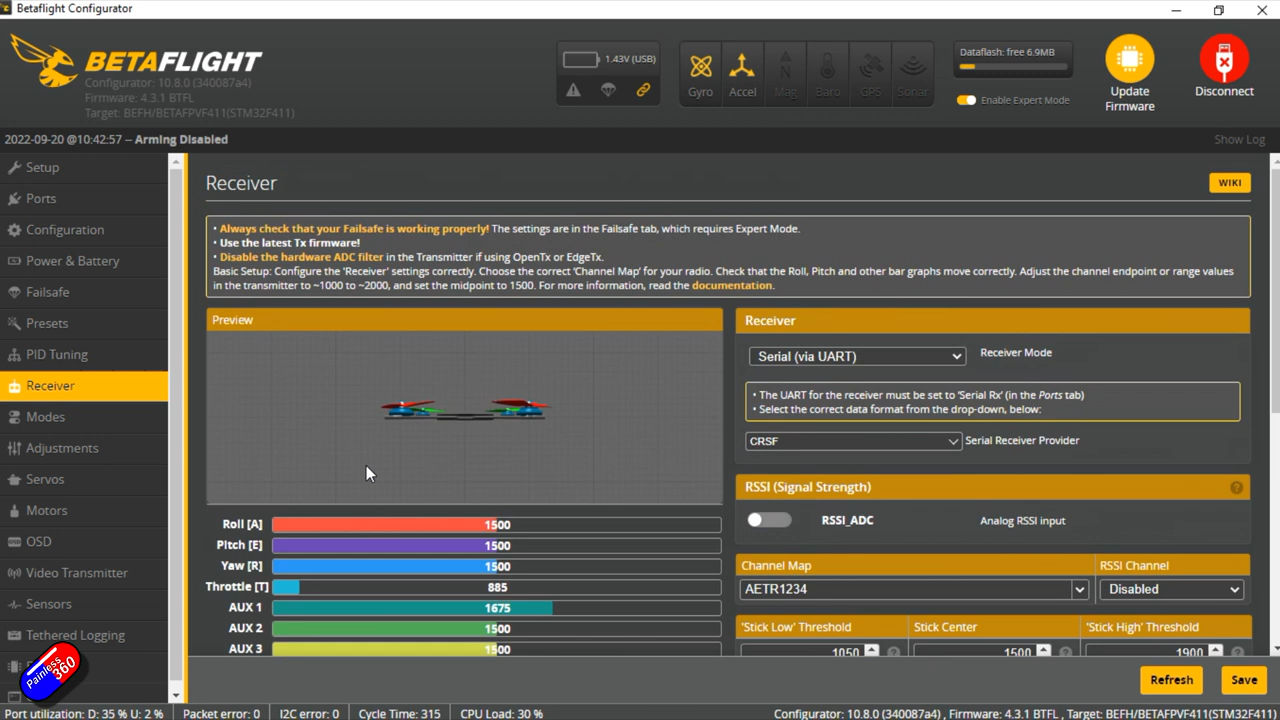 Betaflight Configurator
BETAFLIGHT
Configurator: 10.8.0 (340087a4)
Firmware: 4.3.1 BTFL
Target: BEFH/BETAFPVF411(STM32F411)
1.43V (USB)
Gyro
Accel
Mag
Baro
GPS
Sonar
Dataflash: free 6.9MB
Enable Expert Mode
Update
Firmware
Disconnect
2022-09-20 @10:42:57 -- Arming Disabled
Show Log
Setup
Ports
Configuration
Power & Battery
Failsafe
Presets
PID Tuning
Receiver
Modes
Adjustments
Servos
Motors
OSD
Video Transmitter
Sensors
Tethered Logging
Painless
360
Receiver
WIKI
• Always check that your Failsafe is working properly! The settings are in the Failsafe tab, which requires Expert Mode.
• Use the latest Tx firmware!
• Disable the hardware ADC filter in the Transmitter if using OpenTx or EdgeTx.
Basic Setup: Configure the 'Receiver' settings correctly. Choose the correct 'Channel Map' for your radio. Check that the Roll, Pitch and other bar graphs move correctly. Adjust the channel endpoint or range values
in the transmitter to ~1000 to ~2000, and set the midpoint to 1500. For more information, read the documentation.
Preview
Roll [A] 1500
Pitch [E] 1500
Yaw [R] 1500
Throttle [T] 885
AUX 1 1675
AUX 2 1500
AUX 3 1500
Receiver
Serial (via UART) Receiver Mode
• The UART for the receiver must be set to 'Serial Rx' (in the Ports tab)
• Select the correct data format from the drop-down, below:
CRSF Serial Receiver Provider
RSSI (Signal Strength) ?
RSSI_ADC Analog RSSI input
Channel Map RSSI Channel
AETR1234 Disabled
'Stick Low' Threshold Stick Center 'Stick High' Threshold
1050 ? 1500 ? 1900 ?
Refresh Save
Port utilization: D: 35 % U: 2 % Packet error: 0 I2C error: 0 Cycle Time: 315 CPU Load: 30 % Configurator: 10.8.0 (340087a4), Firmware: 4.3.1 BTFL , Target: BEFH/BETAFPVF411(STM32F411)